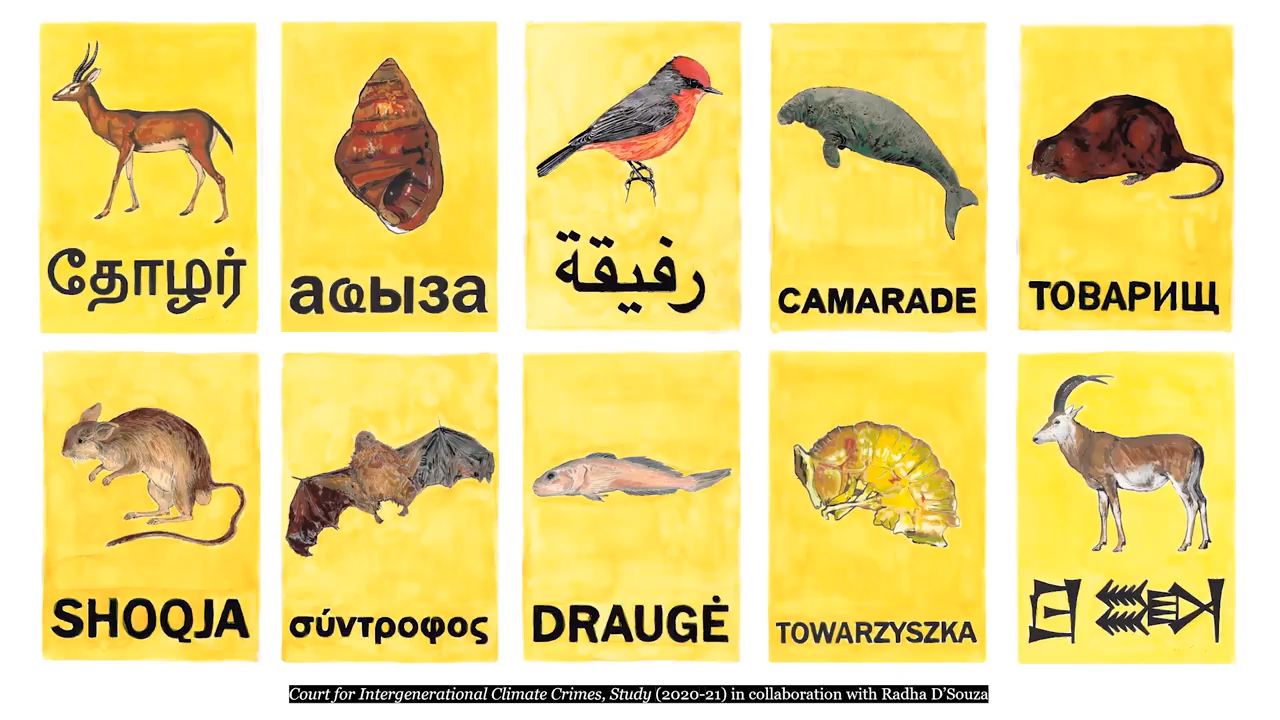 தோழர்
аҩыза
رفيقة
CAMARADE
ТОВАРИЩ
SHOQJA
σύντροφος
DRAUGĖ
TOWARZYSZKA
𒆪 𒇷
Court for Intergenerational Climate Crimes, Study (2020-21) in collaboration with Radha D’Souza